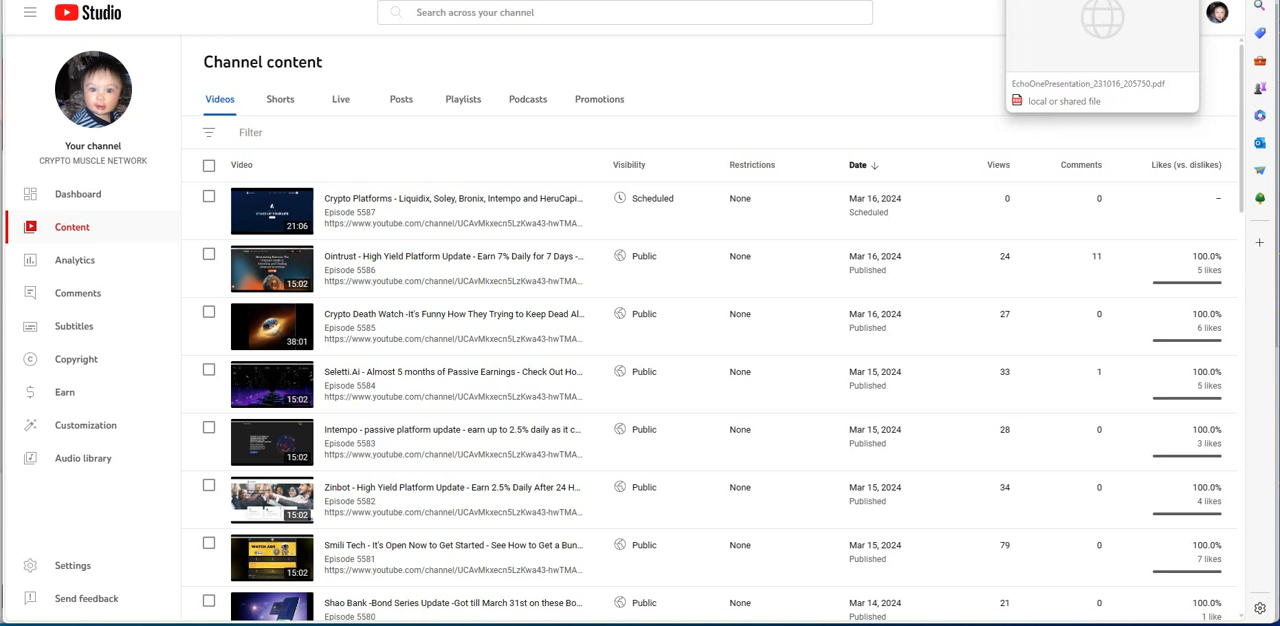 Studio
Search across your channel
EchoOnePresentation_231016_205750.pdf
local or shared file
Your channel
CRYPTO MUSCLE NETWORK
Dashboard
Content
Analytics
Comments
Subtitles
Copyright
Earn
Customization
Audio library
Settings
Send feedback
Channel content
Videos Shorts Live Posts Playlists Podcasts Promotions
Filter
Video Visibility Restrictions Date Views Comments Likes (vs. dislikes)
21:06 Crypto Platforms - Liquidix, Soley, Bronix, Intempo and HeruCapi... Scheduled None Mar 16, 2024 0 0 –
Episode 5587 Scheduled
https://www.youtube.com/channel/UCAvMkxecn5LzKwa43-hwTMA...
15:02 Ointrust - High Yield Platform Update - Earn 7% Daily for 7 Days -... Public None Mar 16, 2024 24 11 100.0%
Episode 5586 Published 5 likes
https://www.youtube.com/channel/UCAvMkxecn5LzKwa43-hwTMA...
38:01 Crypto Death Watch -It's Funny How They Trying to Keep Dead Al... Public None Mar 16, 2024 27 0 100.0%
Episode 5585 Published 6 likes
https://www.youtube.com/channel/UCAvMkxecn5LzKwa43-hwTMA...
15:02 Seletti.Ai - Almost 5 months of Passive Earnings - Check Out Ho... Public None Mar 15, 2024 33 1 100.0%
Episode 5584 Published 5 likes
https://www.youtube.com/channel/UCAvMkxecn5LzKwa43-hwTMA...
15:02 Intempo - passive platform update - earn up to 2.5% daily as it c... Public None Mar 15, 2024 28 0 100.0%
Episode 5583 Published 3 likes
https://www.youtube.com/channel/UCAvMkxecn5LzKwa43-hwTMA...
15:02 Zinbot - High Yield Platform Update - Earn 2.5% Daily After 24 H... Public None Mar 15, 2024 34 0 100.0%
Episode 5582 Published 4 likes
https://www.youtube.com/channel/UCAvMkxecn5LzKwa43-hwTMA...
WATCH ADS 15:02 Smili Tech - It's Open Now to Get Started - See How to Get a Bun... Public None Mar 15, 2024 79 0 100.0%
Episode 5581 Published 7 likes
https://www.youtube.com/channel/UCAvMkxecn5LzKwa43-hwTMA...
Shao Bank -Bond Series Update -Got till March 31st on these Bo... Public None Mar 14, 2024 21 0 100.0%
Episode 5580 Published 1 like